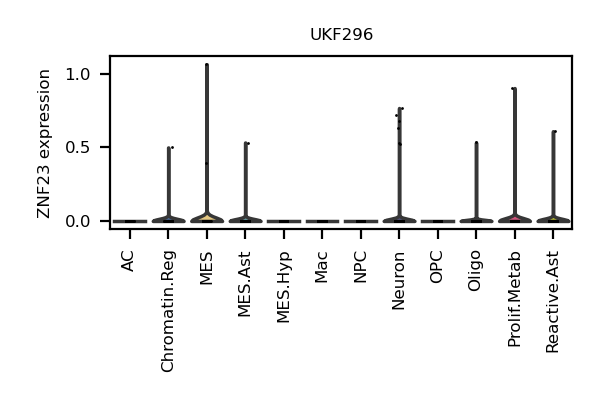 UKF296
ZNF23 expression
1.0
0.5
0.0
AC
Chromatin.Reg
MES
MES.Ast
MES.Hyp
Mac
NPC
Neuron
OPC
Oligo
Prolif.Metab
Reactive.Ast